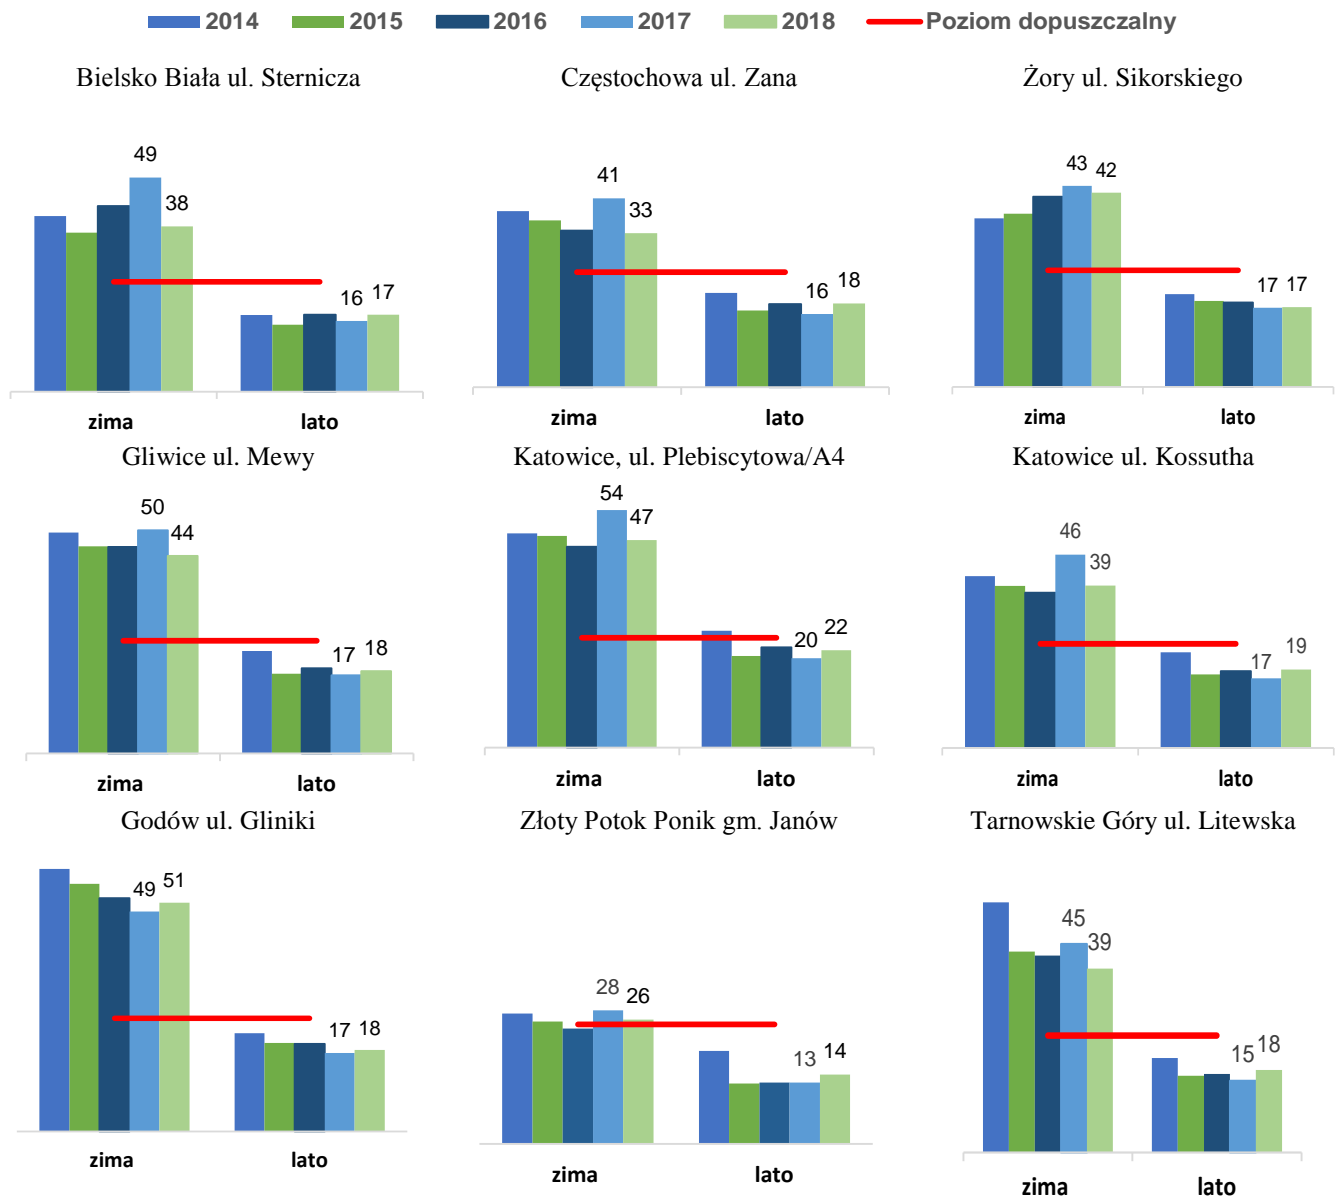 2014 2015 2016 2017 2018 Poziom dopuszczalny
Bielsko Biała ul. Sternicza
49
38
16 17
zima lato
Częstochowa ul. Zana
41
33
16 18
zima lato
Żory ul. Sikorskiego
43 42
17 17
zima lato
Gliwice ul. Mewy
50
44
17 18
zima lato
Katowice, ul. Plebiscytowa/A4
54
47
20 22
zima lato
Katowice ul. Kossutha
46
39
17 19
zima lato
Godów ul. Gliniki
49 51
17 18
zima lato
Złoty Potok Ponik gm. Janów
28 26
13 14
zima lato
Tarnowskie Góry ul. Litewska
45
39
15 18
zima lato